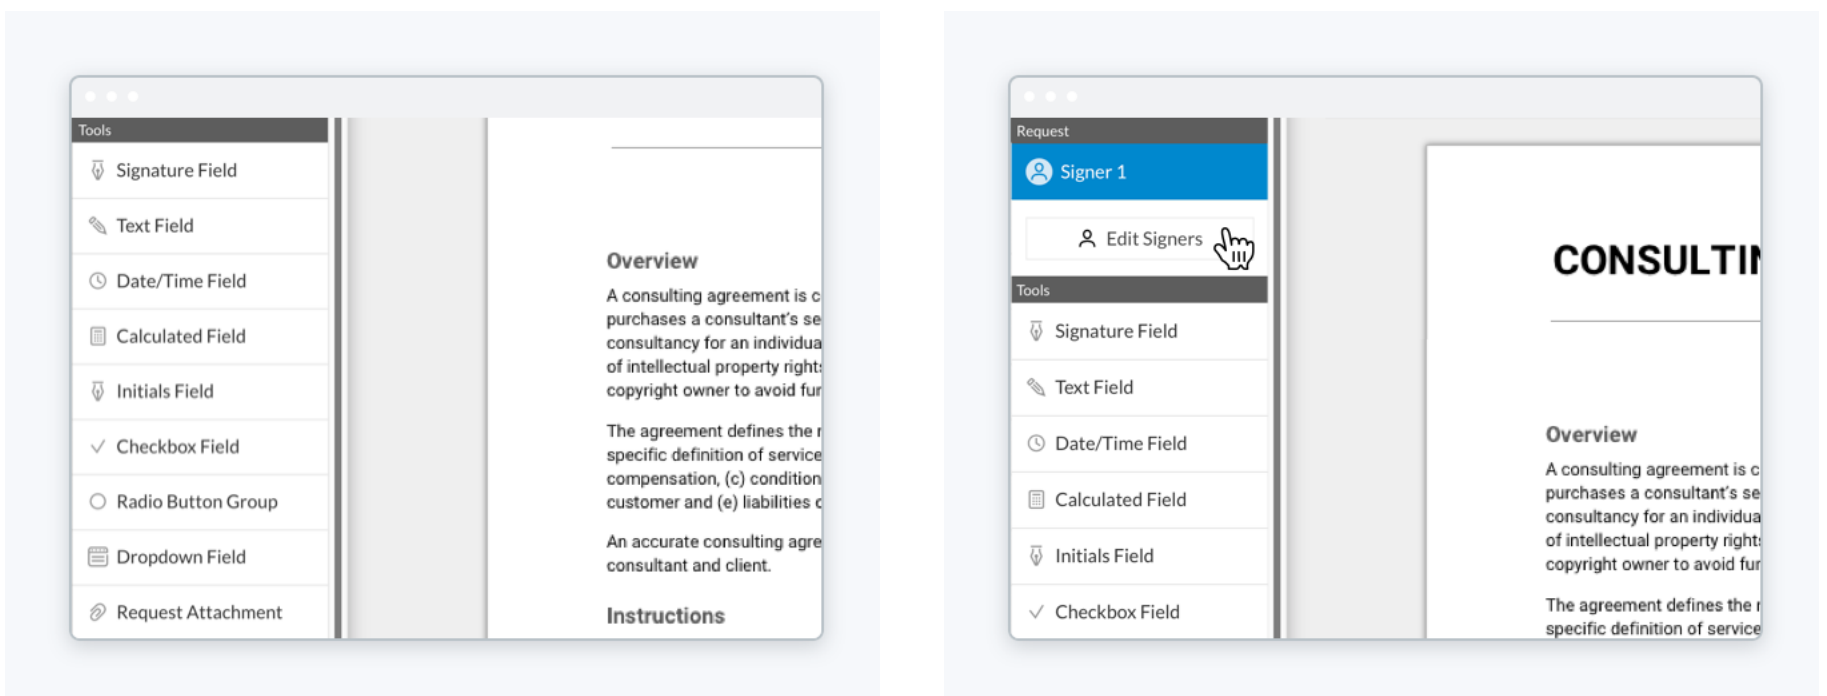 Tools
Signature Field
Text Field
Date/Time Field
Calculated Field
Initials Field
Checkbox Field
Radio Button Group
Dropdown Field
Request Attachment
Overview
A consulting agreement is
purchases a consultant's se
consultancy for an individua
of intellectual property right
copyright owner to avoid fur
The agreement defines the
specific definition of service
compensation, (c) condition
customer and (e) liabilities
An accurate consulting agre
consultant and client.
Instructions
Request
Signer 1
Edit Signers
Tools
Signature Field
Text Field
Date/Time Field
Calculated Field
Initials Field
Checkbox Field
CONSULTIN
Overview
A consulting agreement is
purchases a consultant's se
consultancy for an individua
of intellectual property right
copyright owner to avoid fur
The agreement defines the
specific definition of service